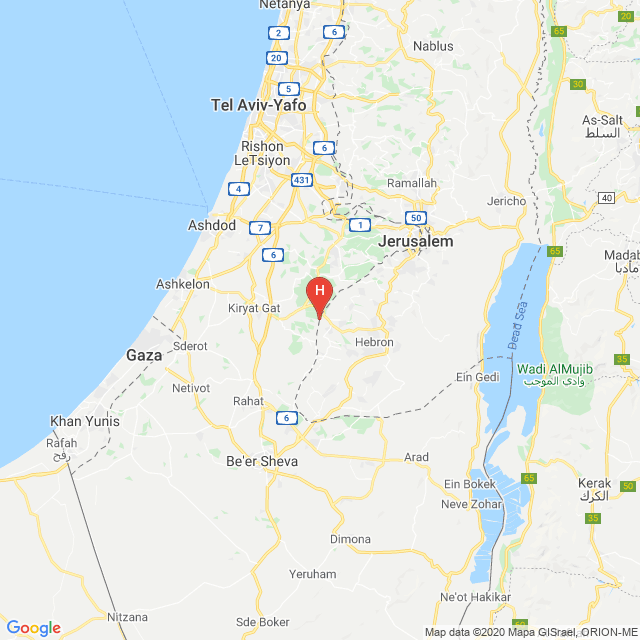 Netanya
6
2
Nablus
65
20
20
5
30
Tel Aviv-Yafo
As-Salt
السلط
Rishon
LeTsiyon
6
431
Ramallah
4
Jericho
40
Ashdod
7
1
50
Jerusalem
6
65
Madab
مادبا
Ashkelon
H
Kiryat Gat
Dead Sea
Sderot
Gaza
Hebron
Netivot
Ein Gedi
Wadi AlMujib
وادي الموجب
Rahat
6
Khan Yunis
Rafah
رفح
Be'er Sheva
Arad
Ein Bokek
65
Kerak
الكرك
50
Neve Zohar
35
35
Dimona
Yeruham
Ne'ot Hakikar
Nitzana
Sde Boker
65
Google
Map data ©2020 Mapa GISrael, ORION-ME